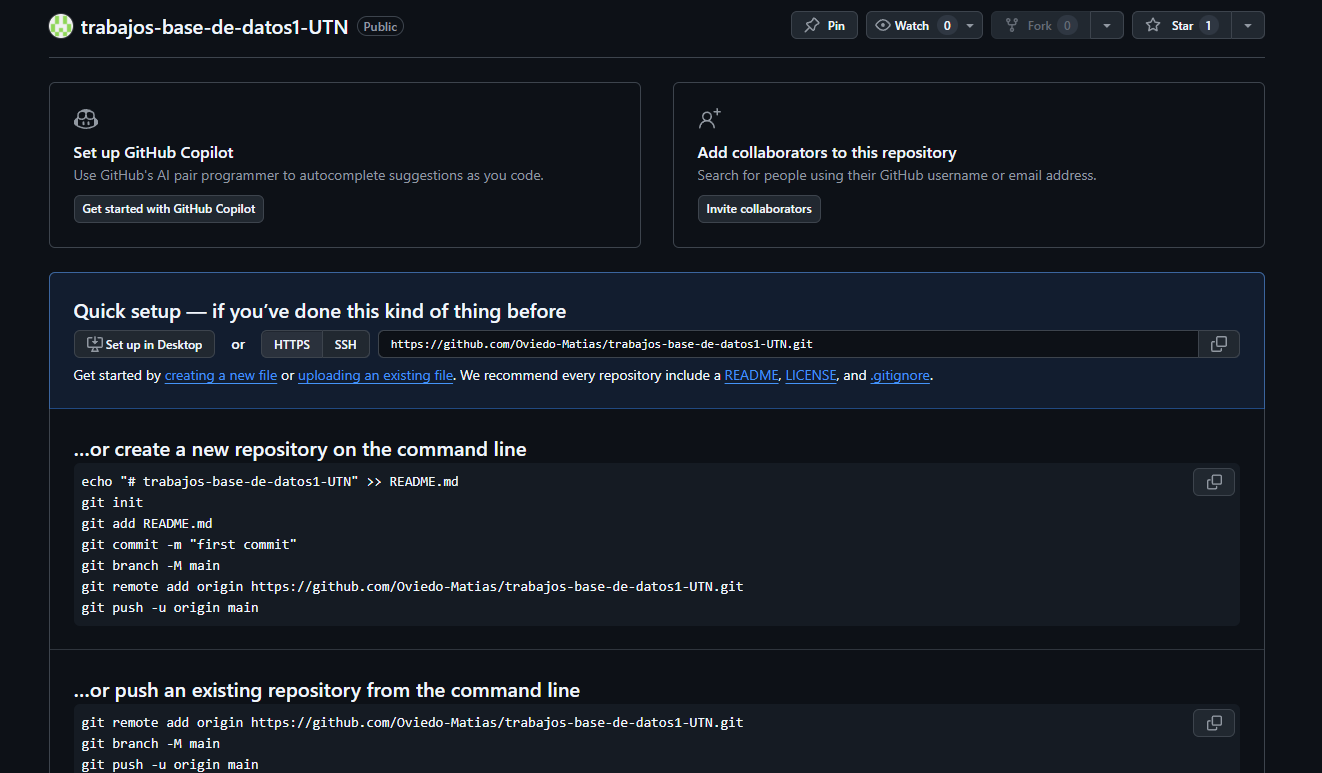 trabajos-base-de-datos1-UTN Public Pin Watch 0 Fork 0 Star 1
Set up GitHub Copilot
Use GitHub's AI pair programmer to autocomplete suggestions as you code.
Get started with GitHub Copilot
Add collaborators to this repository
Search for people using their GitHub username or email address.
Invite collaborators
Quick setup — if you’ve done this kind of thing before
Set up in Desktop or HTTPS SSH https://github.com/Oviedo-Matias/trabajos-base-de-datos1-UTN.git
Get started by creating a new file or uploading an existing file. We recommend every repository include a README, LICENSE, and .gitignore.
…or create a new repository on the command line
echo "# trabajos-base-de-datos1-UTN" >> README.md
git init
git add README.md
git commit -m "first commit"
git branch -M main
git remote add origin https://github.com/Oviedo-Matias/trabajos-base-de-datos1-UTN.git
git push -u origin main
…or push an existing repository from the command line
git remote add origin https://github.com/Oviedo-Matias/trabajos-base-de-datos1-UTN.git
git branch -M main
git push -u origin main